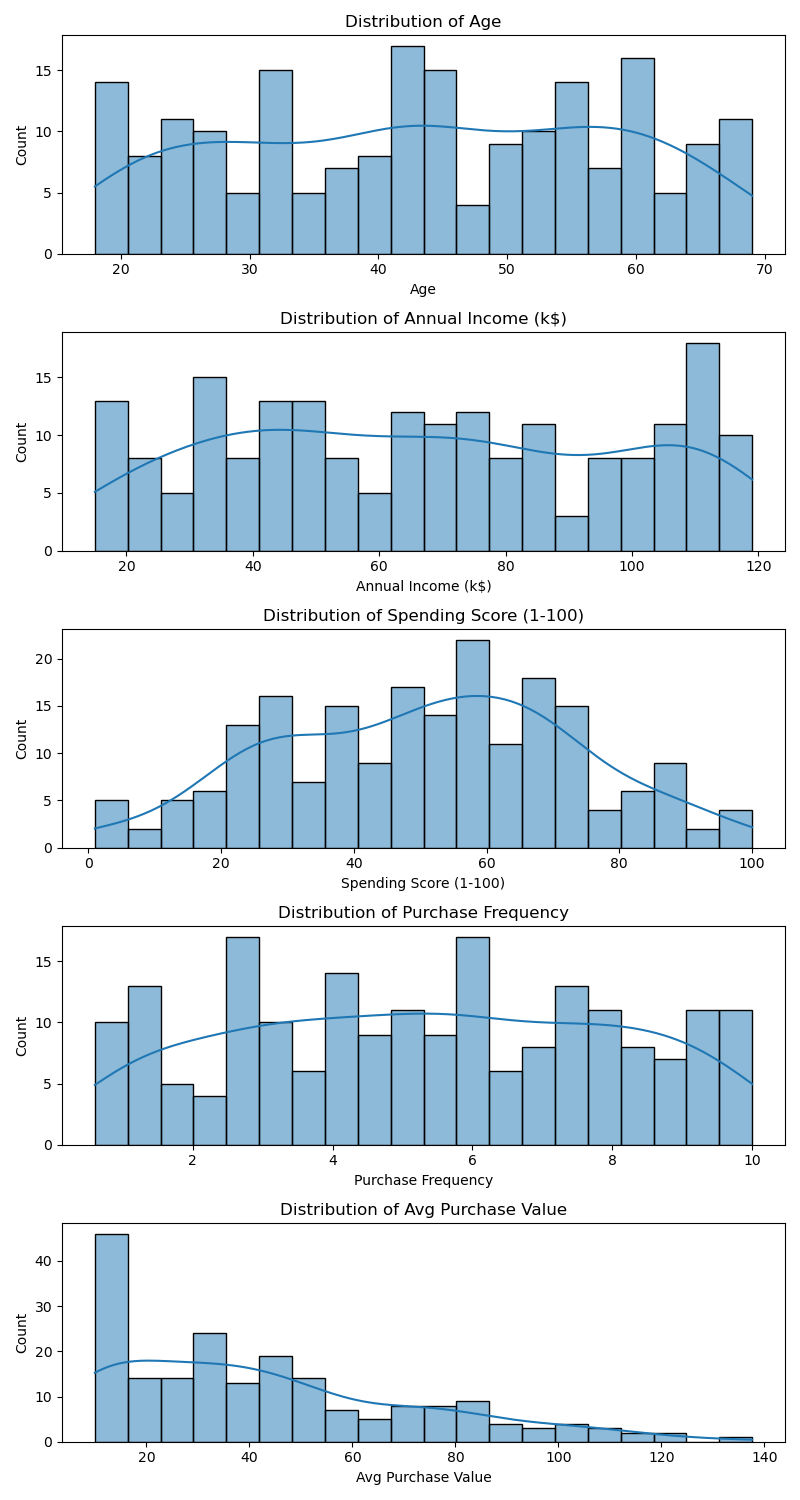 Distribution of Age
15
10
5
0
Count
20 30 40 50 60 70
Age
Distribution of Annual Income (k$)
15
10
5
0
Count
20 40 60 80 100 120
Annual Income (k$)
Distribution of Spending Score (1-100)
20
15
10
5
0
Count
0 20 40 60 80 100
Spending Score (1-100)
Distribution of Purchase Frequency
15
10
5
0
Count
2 4 6 8 10
Purchase Frequency
Distribution of Avg Purchase Value
40
30
20
10
0
Count
20 40 60 80 100 120 140
Avg Purchase Value